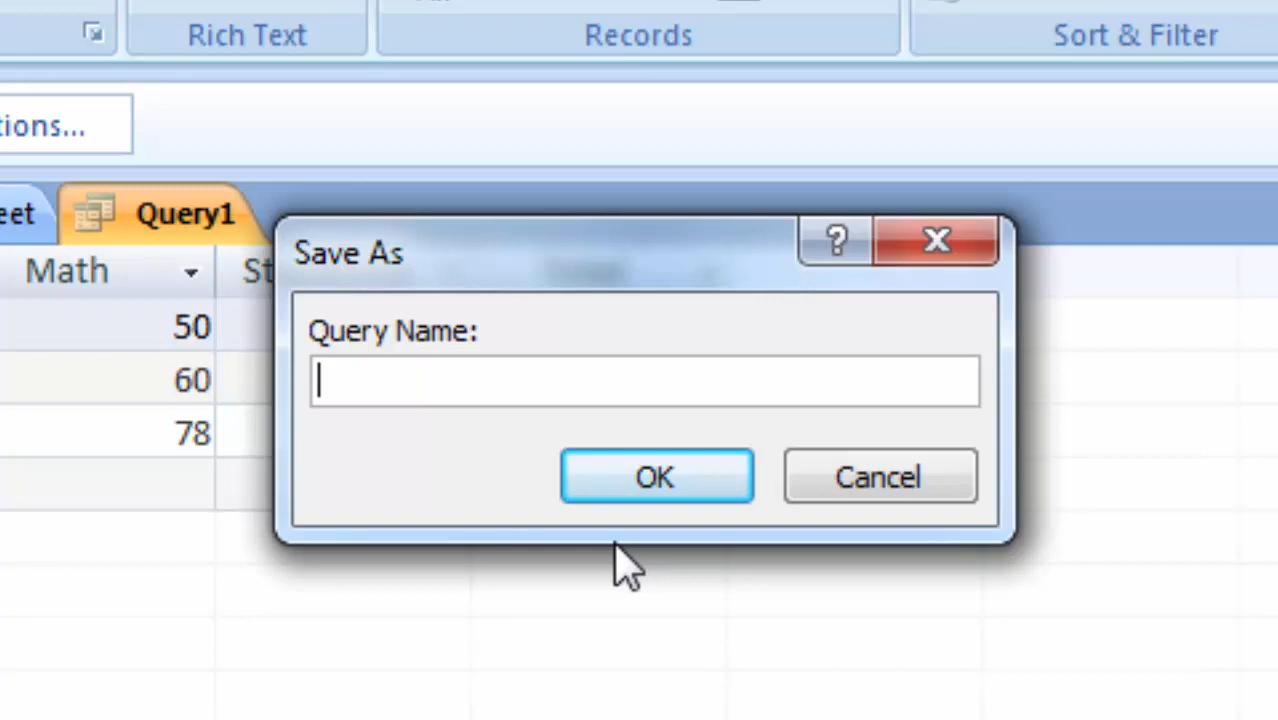 Rich Text
Records
Sort & Filter
tions...
eet
Query1
Math
St
50
60
78
Save As
?
Query Name:
OK
Cancel